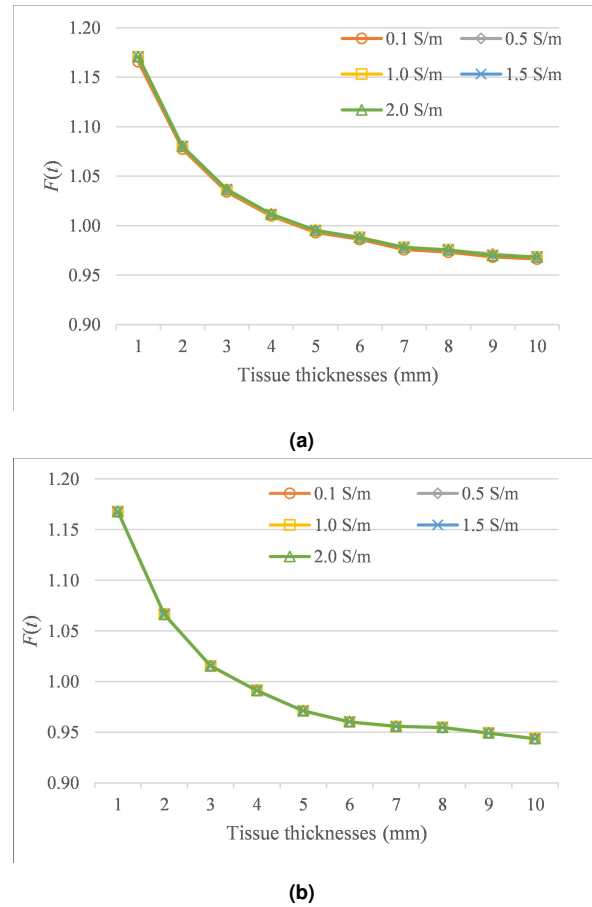 1.20
1.15
1.10
1.05
1.00
0.95
0.90
F(t)
0.1 S/m 0.5 S/m
1.0 S/m 1.5 S/m
2.0 S/m
1 2 3 4 5 6 7 8 9 10
Tissue thicknesses (mm)
(a)
1.20
1.15
1.10
1.05
1.00
0.95
0.90
F(t)
0.1 S/m 0.5 S/m
1.0 S/m 1.5 S/m
2.0 S/m
1 2 3 4 5 6 7 8 9 10
Tissue thicknesses (mm)
(b)